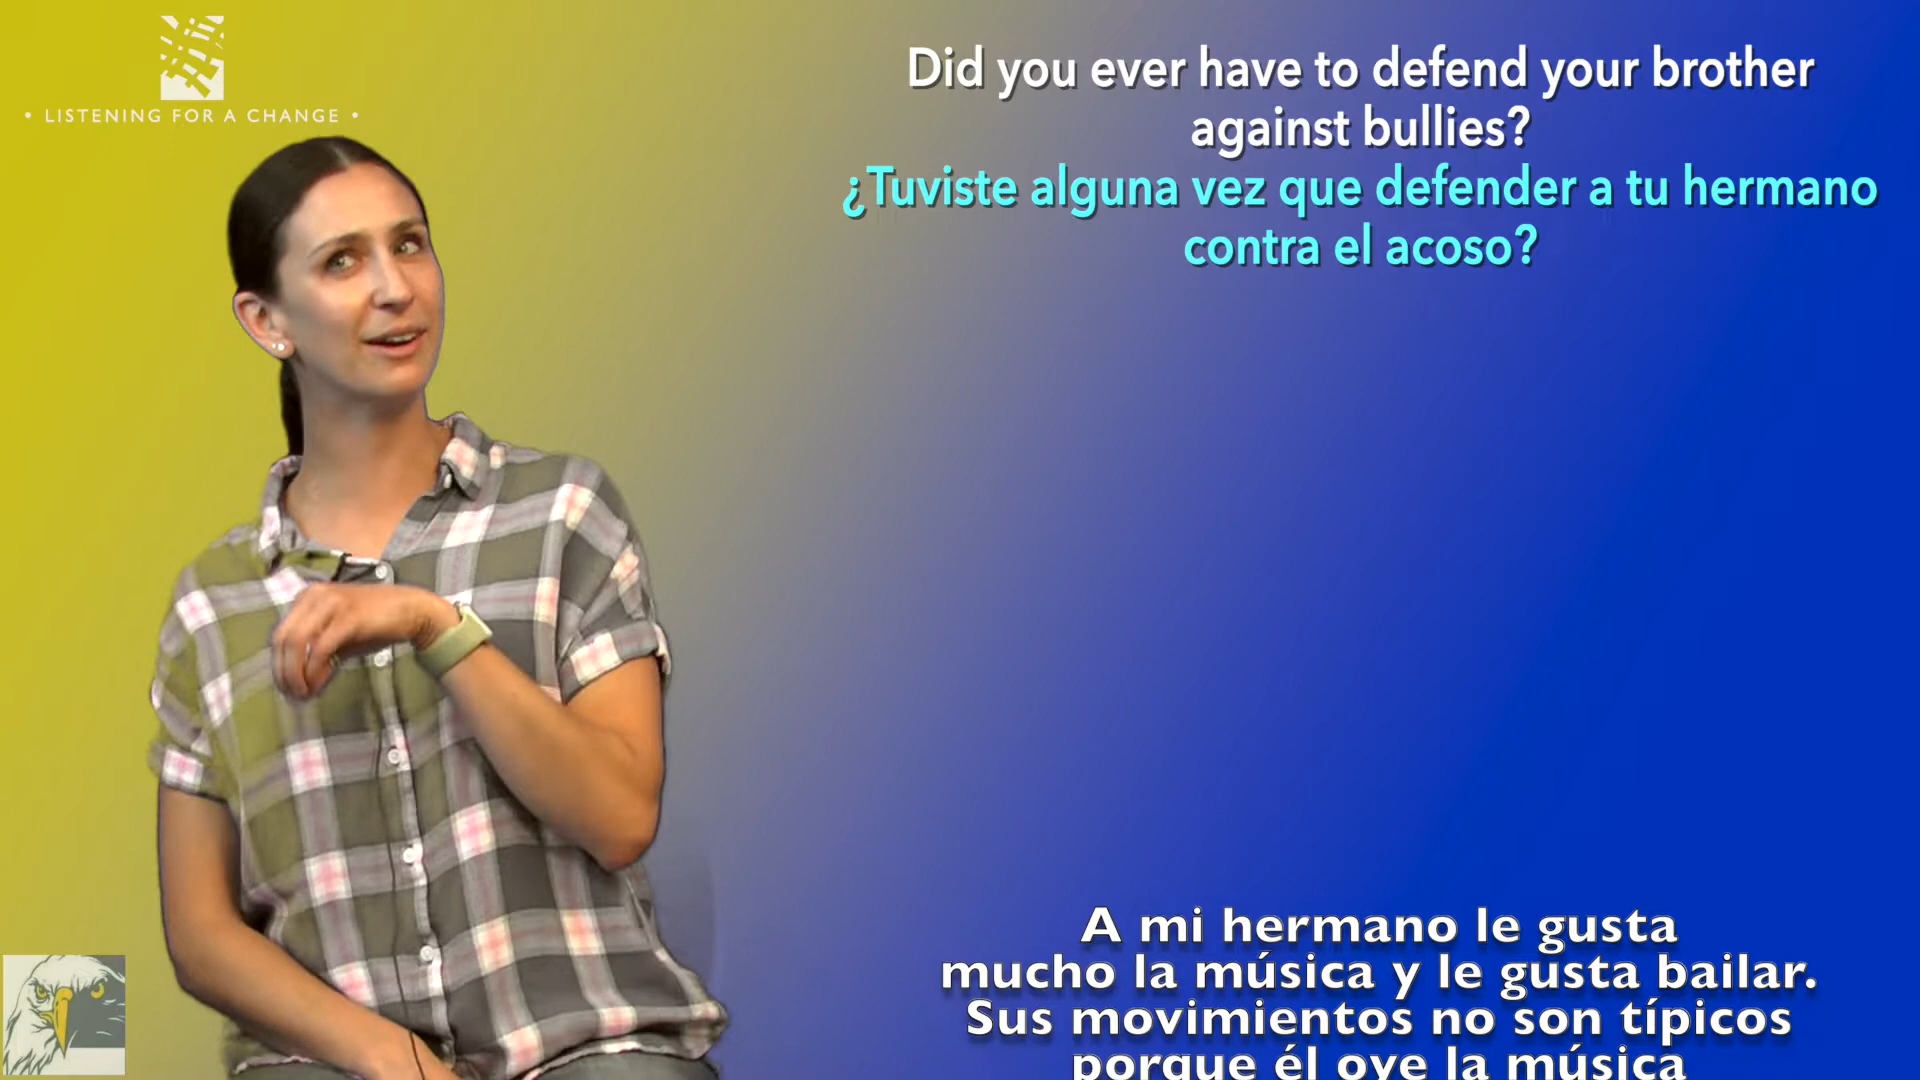 • LISTENING FOR A CHANGE •
Did you ever have to defend your brother
against bullies?
¿Tuviste alguna vez que defender a tu hermano
contra el acoso?
A mi hermano le gusta
mucho la música y le gusta bailar.
Sus movimientos no son típicos
porque él oye la música